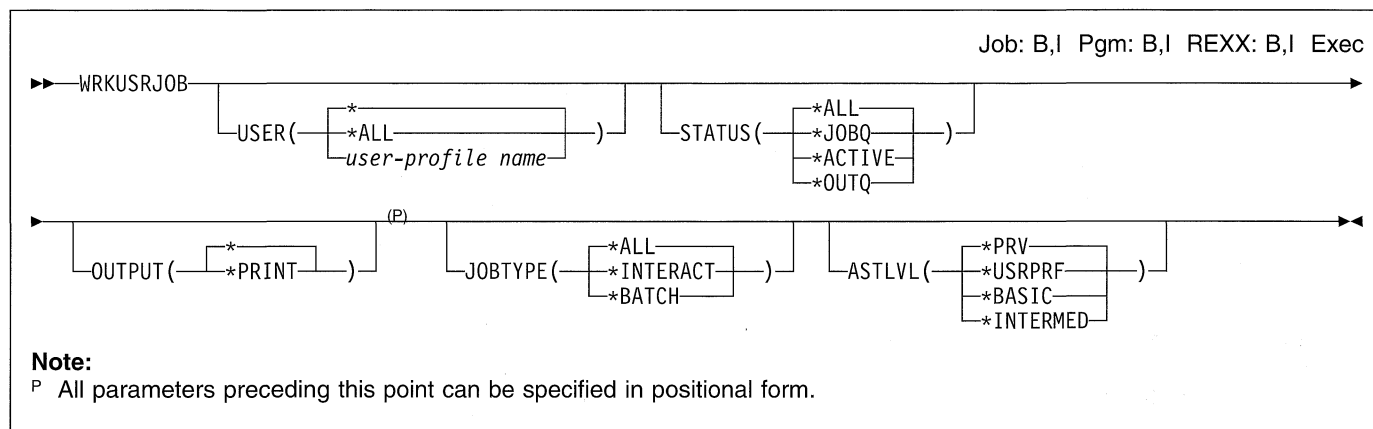 Job: B,I Pgm: B,I REXX: B,I Exec
WRKUSRJOB
USER(
*
*ALL
user-profile name
)
STATUS(
*ALL
*JOBQ
*ACTIVE
*OUTQ
)
OUTPUT(
*
*PRINT
)
(P)
JOBTYPE(
*ALL
*INTERACT
*BATCH
)
ASTLVL(
*PRV
*USRPRF
*BASIC
*INTERMED
)
Note:
P All parameters preceding this point can be specified in positional form.